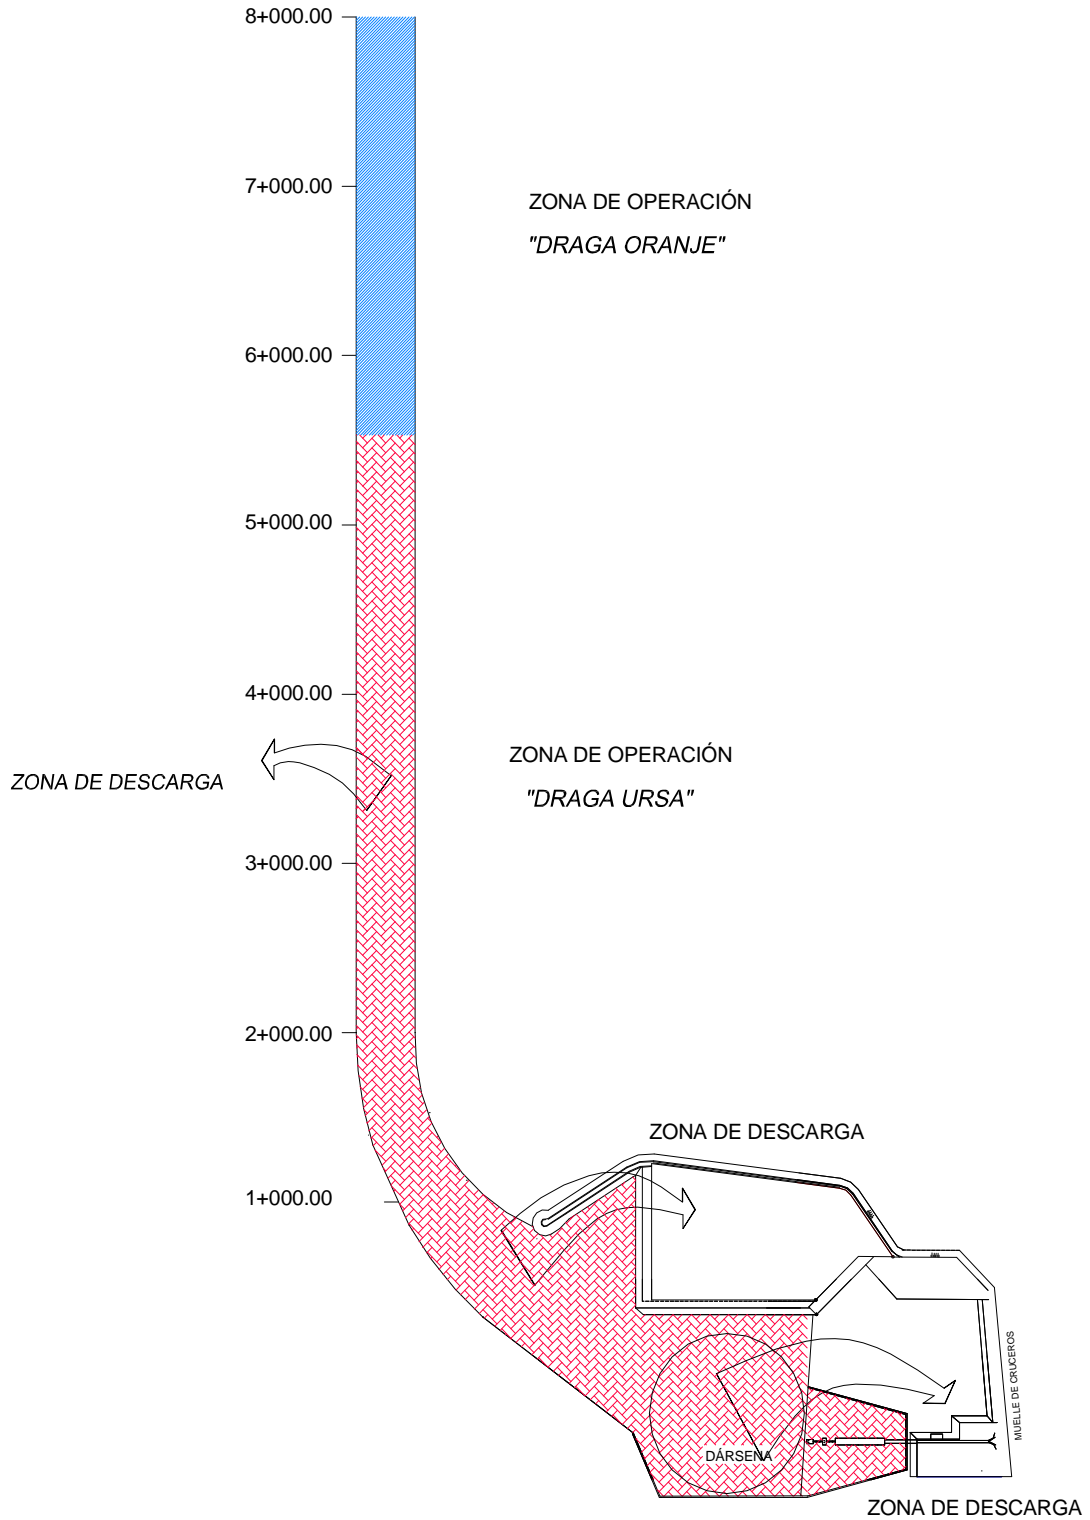 8+000.00
7+000.00
ZONA DE OPERACIÓN
"DRAGA ORANJE"
6+000.00
5+000.00
4+000.00
ZONA DE OPERACIÓN
ZONA DE DESCARGA
"DRAGA URSA"
3+000.00
2+000.00
ZONA DE DESCARGA
1+000.00
MUELLE DE CRUCEROS
DÁRSENA
ZONA DE DESCARGA